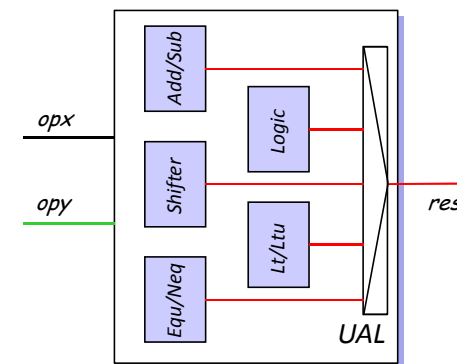 Add/Sub
opx
Logic
Shifter
opy
res
Lt/Ltu
Equ/Neq
UAL